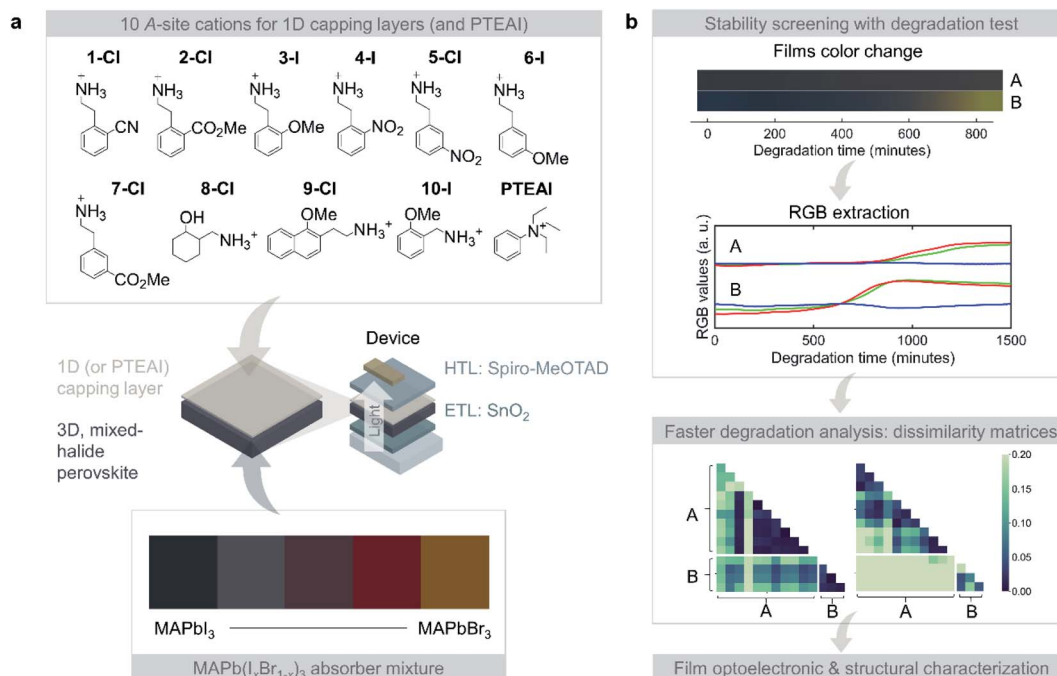 a
10 A-site cations for 1D capping layers (and PTEAI)
1-Cl 2-Cl 3-I 4-I 5-Cl 6-I
NH3 NH3 + NH3 + NH3 + NH3 + NH3
CN CO2Me OMe NO2 NO2 OMe
7-Cl 8-Cl 9-Cl 10-I PTEAI
+ NH3 OH NH3+ OMe NH3+ OMe NH3+ N+
CO2Me
1D (or PTEAI)
capping layer
3D, mixed-
halide
perovskite
Device
HTL: Spiro-MeOTAD
ETL: SnO2
Light
MAPbI3 MAPbBr3
MAPb(IxBr1-x)3 absorber mixture
b
Stability screening with degradation test
Films color change
A
B
0 200 400 600 800
Degradation time (minutes)
RGB extraction
RGB values (a. u.)
A
B
0 500 1000 1500
Degradation time (minutes)
Faster degradation analysis: dissimilarity matrices
A
B
A B A B
0.20
0.15
0.10
0.05
0.00
Film optoelectronic & structural characterization